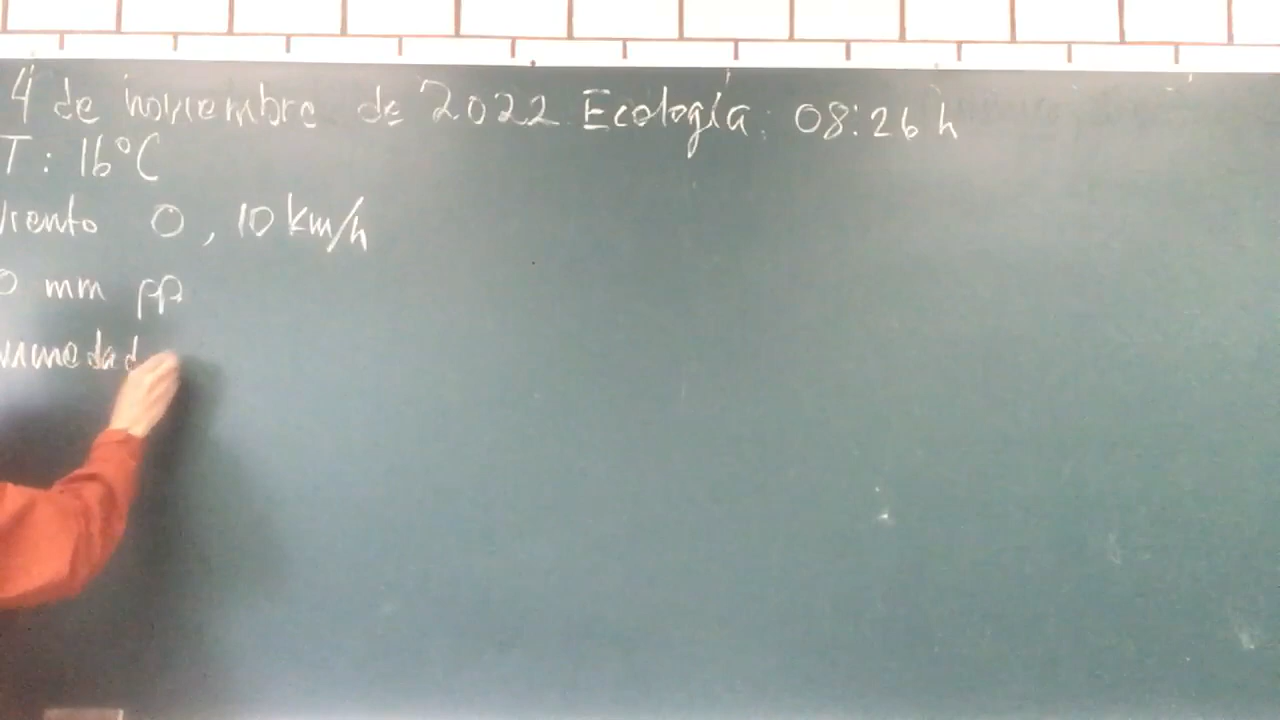 4 de noviembre de 2022 Ecología: 08:26 h
T: 16°C
viento O, 10 km/h
0 mm pp
humedad